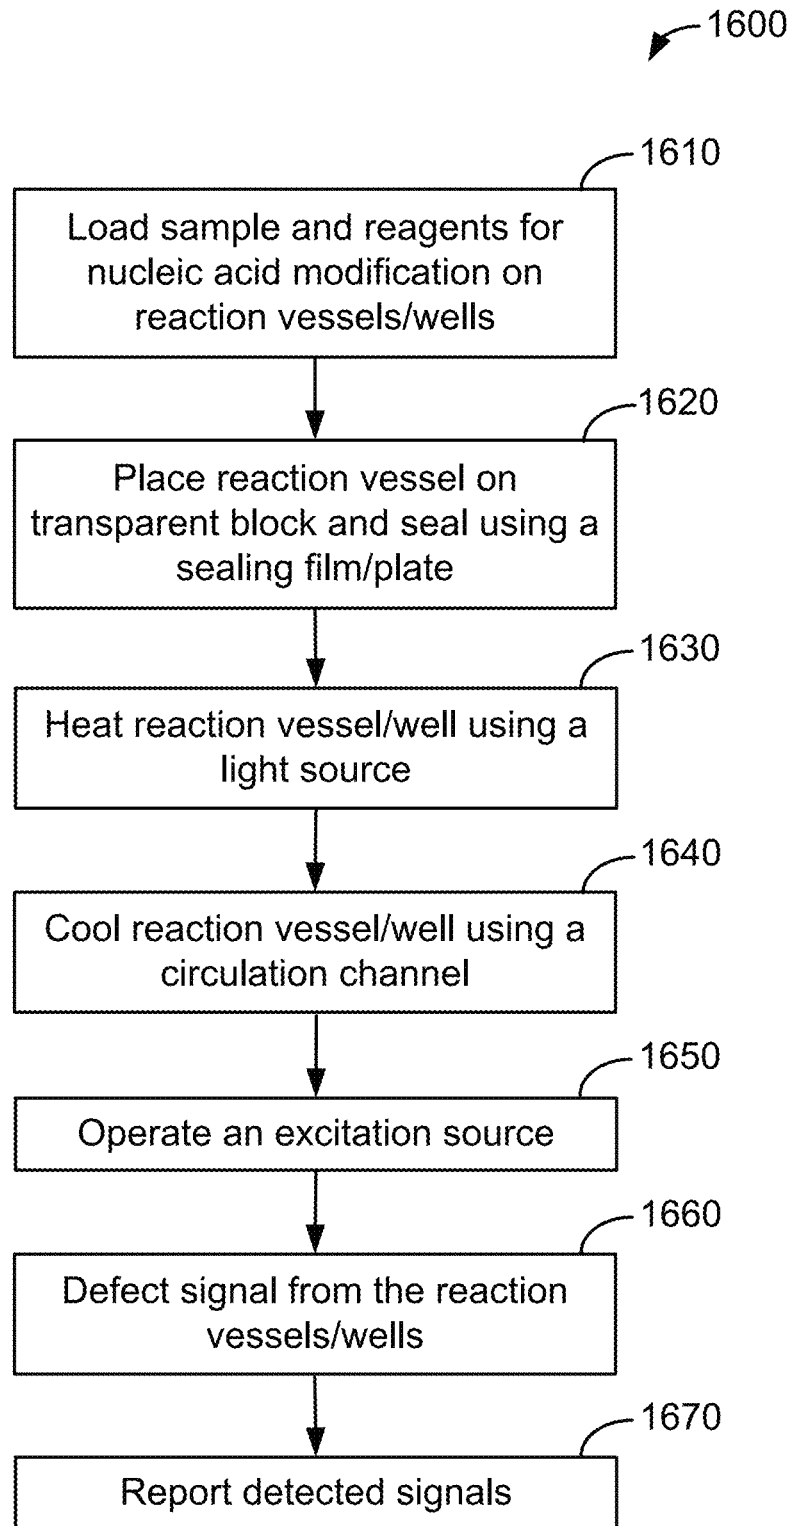 1600
1610
Load sample and reagents for
nucleic acid modification on
reaction vessels/wells
1620
Place reaction vessel on
transparent block and seal using a
sealing film/plate
1630
Heat reaction vessel/well using a
light source
1640
Cool reaction vessel/well using a
circulation channel
1650
Operate an excitation source
1660
Defect signal from the reaction
vessels/wells
1670
Report detected signals